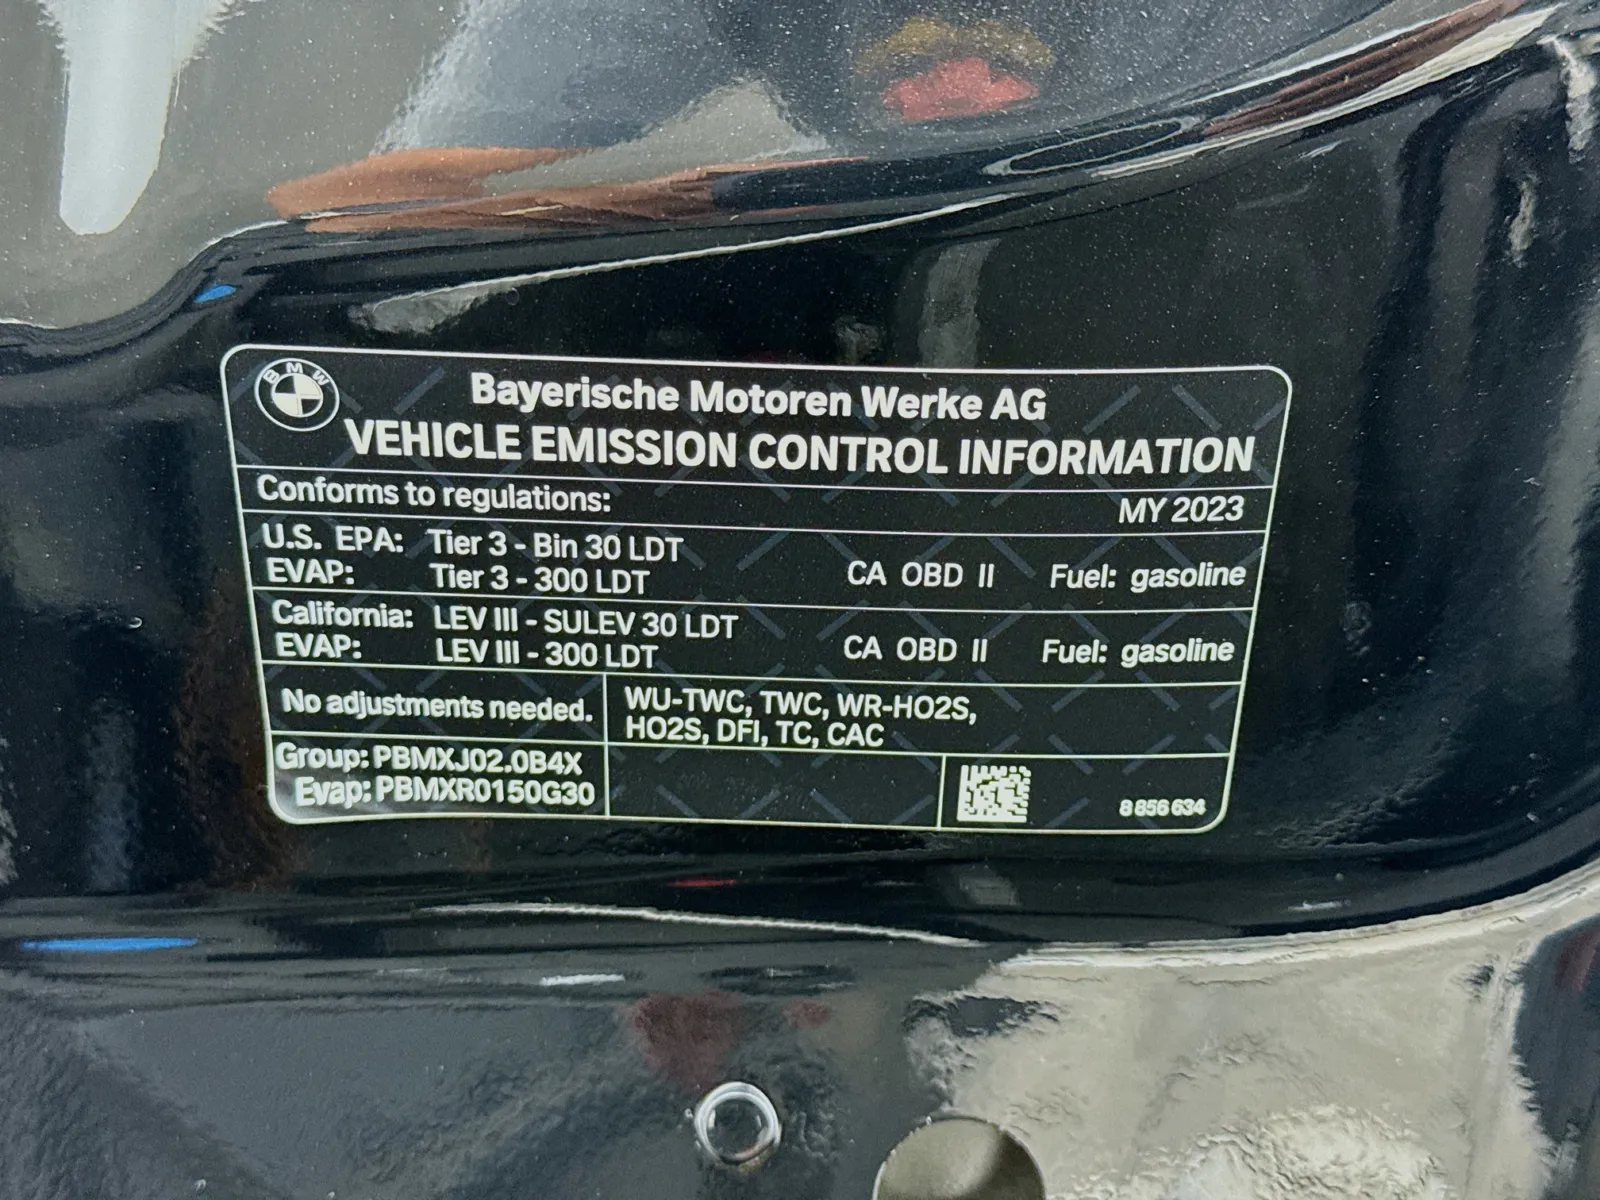 BMW
Bayerische Motoren Werke AG
VEHICLE EMISSION CONTROL INFORMATION
Conforms to regulations: MY 2023
U.S. EPA: Tier 3 - Bin 30 LDT
EVAP: Tier 3 - 300 LDT CA OBD II Fuel: gasoline
California: LEV III - SULEV 30 LDT
EVAP: LEV III - 300 LDT CA OBD II Fuel: gasoline
No adjustments needed.
WU-TWC, TWC, WR-HO2S,
HO2S, DFI, TC, CAC
Group: PBMXJ02.0B4X
Evap: PBMXR0150G30
8 856 634